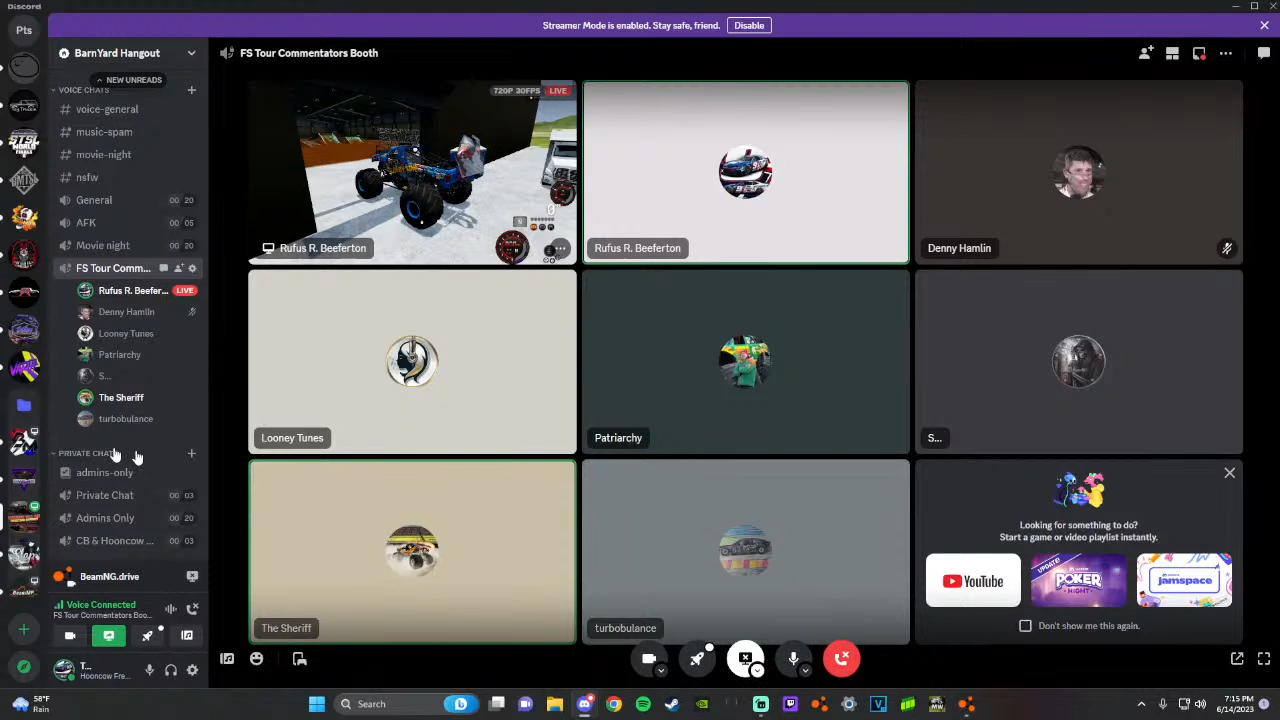 Discord
Streamer Mode is enabled. Stay safe, friend.
Disable
Pts
BarnYard Hangout
FS Tour Commentators Booth
NEW UNREADS
VOICE CHATS
voice-general
music-spam
movie-night
nsfw
General
00 20
AFK
00 05
Movie night
00 20
FS Tour Comm...
Rufus R. Beefer...
LIVE
Denny Hamlin
Looney Tunes
Patriarchy
S...
The Sheriff
turbobulance
PRIVATE CHAT
admins-only
Private Chat
00 03
Admins Only
00 20
CB & Hooncow ...
00 03
BeamNG.drive
Voice Connected
FS Tour Commentators Boo...
T...
Hooncow Fre...
720P 30FPS
LIVE
Rufus R. Beeferton
Rufus R. Beeferton
Denny Hamlin
Looney Tunes
Patriarchy
S...
The Sheriff
turbobulance
Looking for something to do?
Start a game or video playlist instantly.
YouTube
UPDATE
POKER
NIGHT
jamspace
Don't show me this again.
58°F
Rain
Search
7:15 PM
6/14/2023